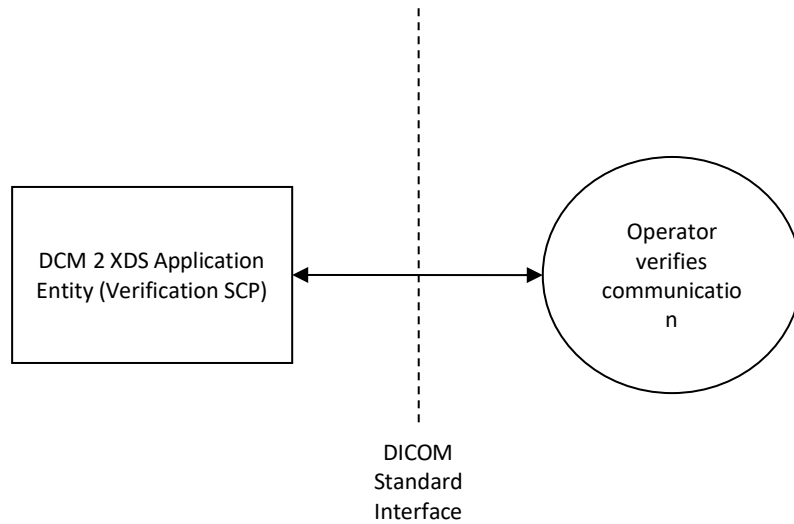 DCM 2 XDS Application
Entity (Verification SCP)
Operator
verifies
communicatio
n
DICOM
Standard
Interface